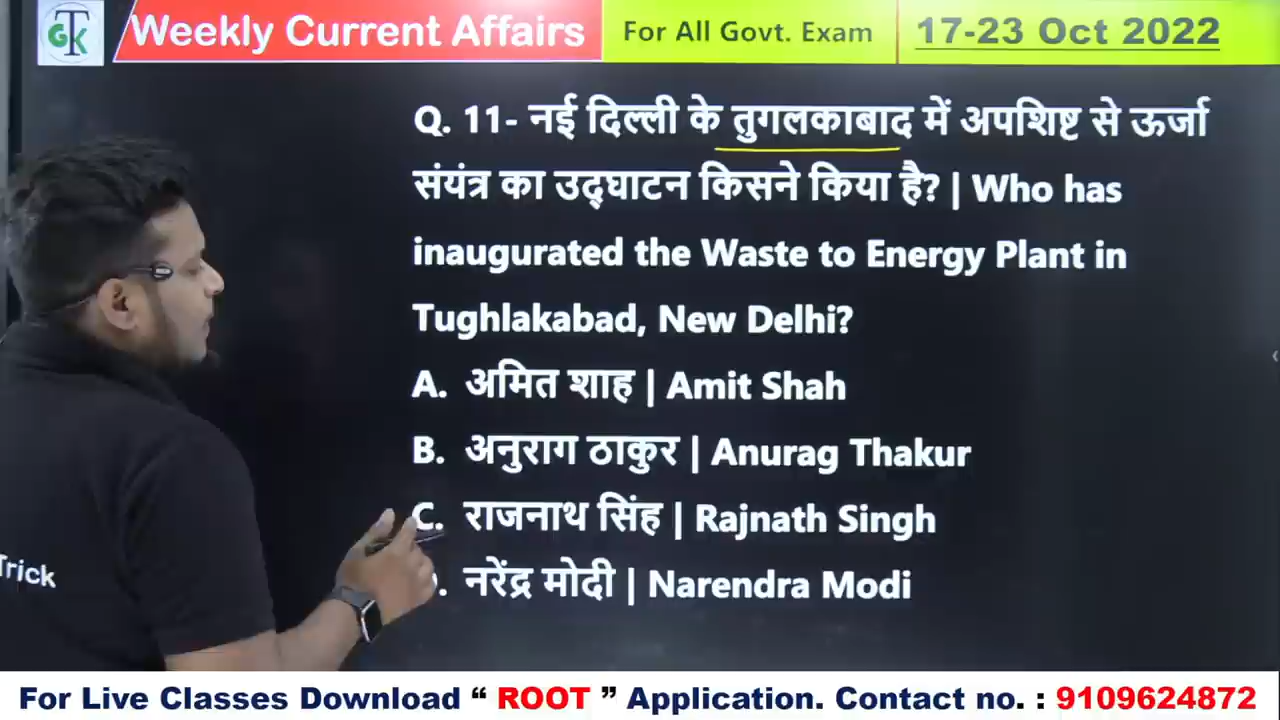 GTK
Weekly Current Affairs
For All Govt. Exam
17-23 Oct 2022
Q. 11- नई दिल्ली के तुगलकाबाद में अपशिष्ट से ऊर्जा
संयंत्र का उद्घाटन किसने किया है? | Who has
inaugurated the Waste to Energy Plant in
Tughlakabad, New Delhi?
A. अमित शाह | Amit Shah
B. अनुराग ठाकुर | Anurag Thakur
C. राजनाथ सिंह | Rajnath Singh
नरेंद्र मोदी | Narendra Modi
Trick
For Live Classes Download “ ROOT ” Application. Contact no. : 9109624872